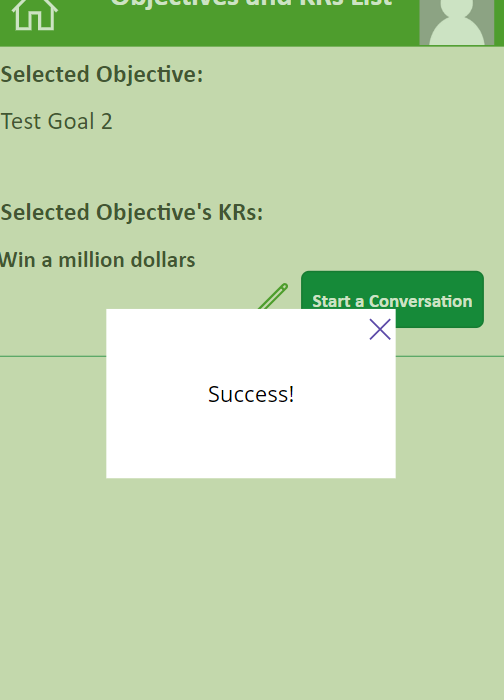 Objectives and KRs List
Selected Objective:
Test Goal 2
Selected Objective's KRs:
Win a million dollars
Start a Conversation
Success!